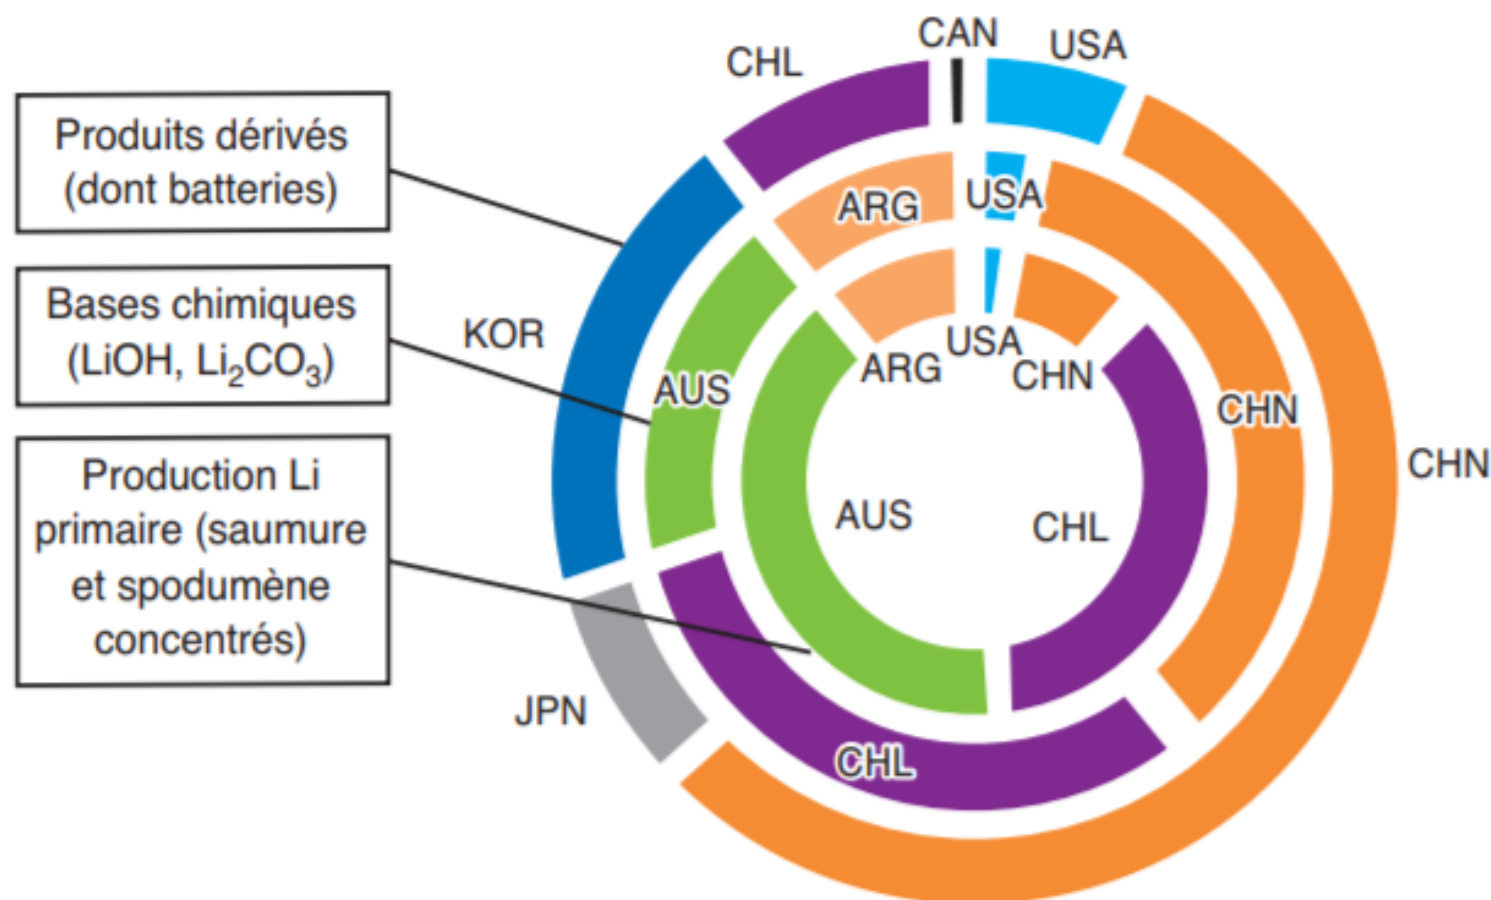 Produits dérivés
(dont batteries)
Bases chimiques
(LiOH, Li₂CO₃)
Production Li
primaire (saumure
et spodumène
concentrés)
CAN
USA
CHL
ARG
USA
KOR
USA
ARG
CHN
AUS
CHN
CHN
AUS
CHL
JPN
CHL